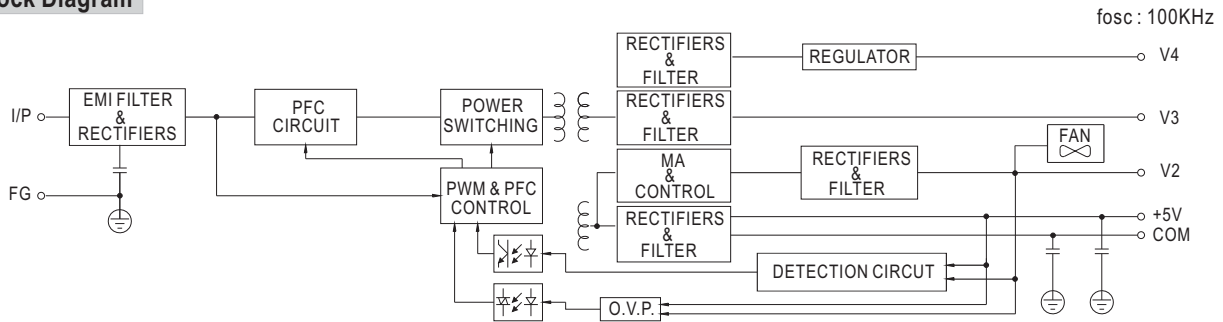 ock Diagram
fosc : 100KHz
RECTIFIERS
&
FILTER
REGULATOR
V4
I/P
EMI FILTER
&
RECTIFIERS
PFC
CIRCUIT
POWER
SWITCHING
RECTIFIERS
&
FILTER
V3
FAN
MA
&
CONTROL
RECTIFIERS
&
FILTER
V2
FG
PWM & PFC
CONTROL
RECTIFIERS
&
FILTER
+5V
COM
DETECTION CIRCUT
O.V.P.